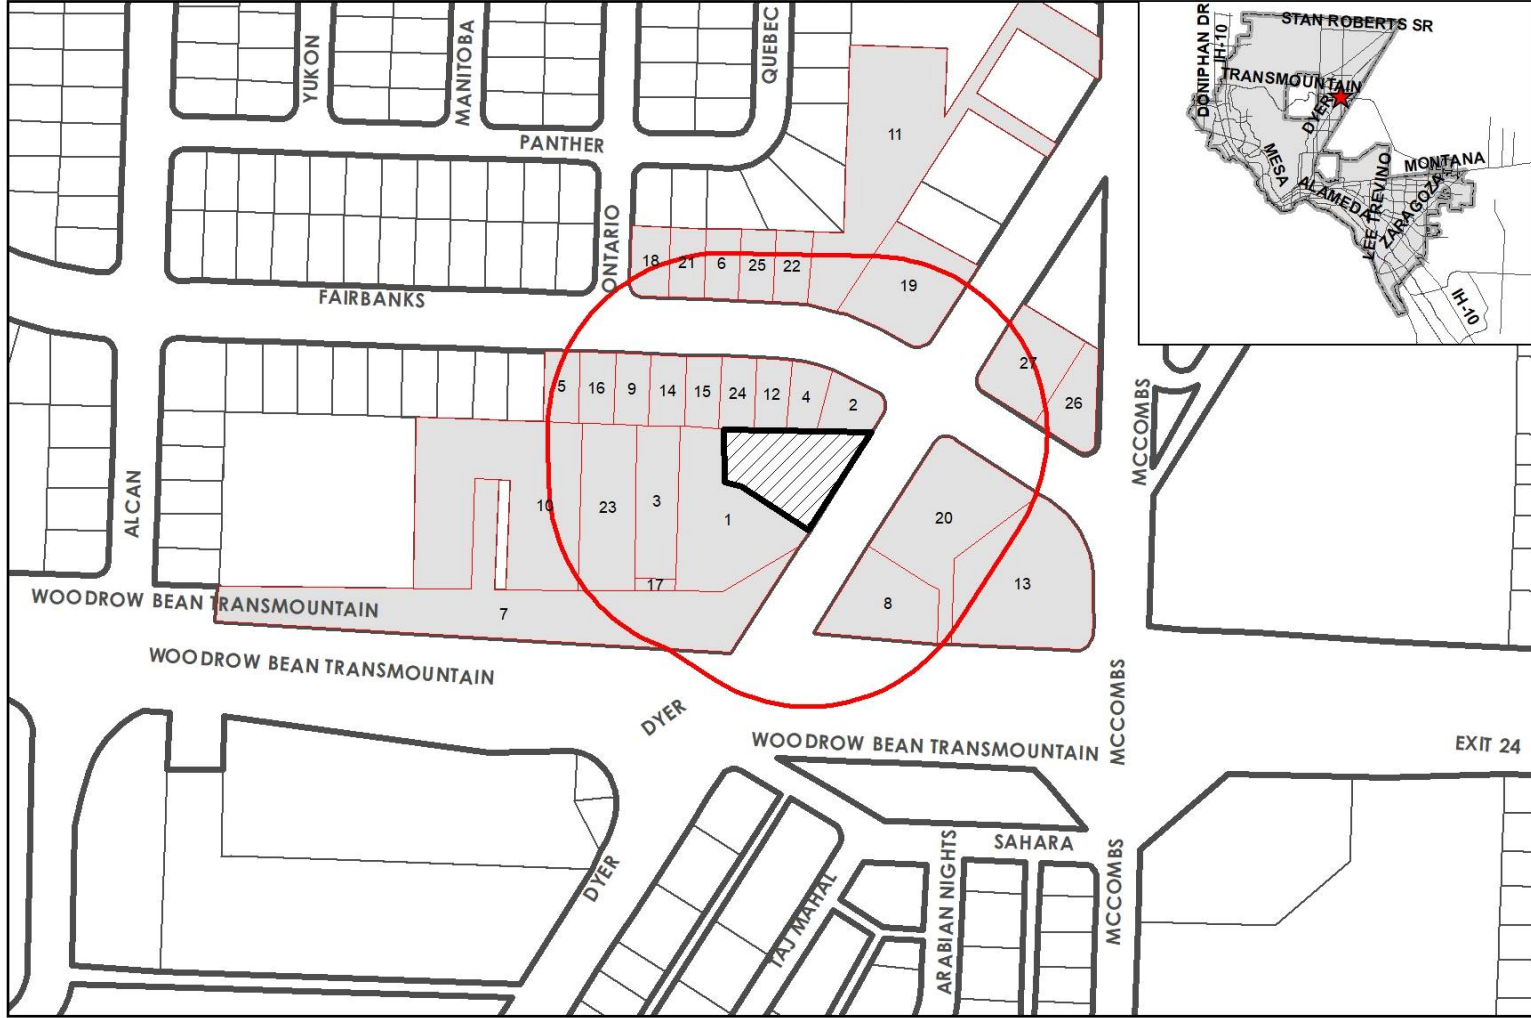 YUKON
MANITOBA
QUEBEC
PANTHER
ONTARIO
FAIRBANKS
11
18
21
6
25
22
19
27
26
5
16
9
14
15
24
12
4
2
10
23
3
1
17
7
20
8
13
ALCAN
MCCOMBS
WOODROW BEAN TRANSMOUNTAIN
WOODROW BEAN TRANSMOUNTAIN
DYER
MCCOMBS
WOODROW BEAN TRANSMOUNTAIN
EXIT 24
SAHARA
DYER
TAJ MAHAL
ARABIAN NIGHTS
MCCOMBS
DONIPHAN DR
IH-10
STAN ROBERTS SR
TRANSMOUNTAIN
DYER
MESA
ALAMEDA
LEE TREVINO
MONTANA
ZARAGOZA
IH-10